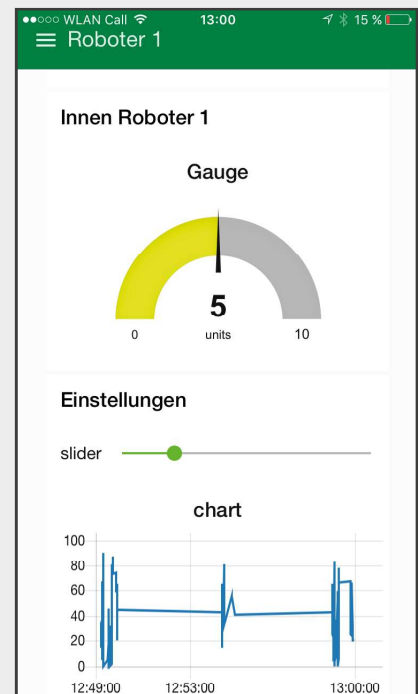 WLAN Call 13:00 15 %
Roboter 1
Innen Roboter 1
Gauge
5
0 units 10
Einstellungen
slider
chart
100
80
60
40
20
0
12:49:00 12:53:00 13:00:00